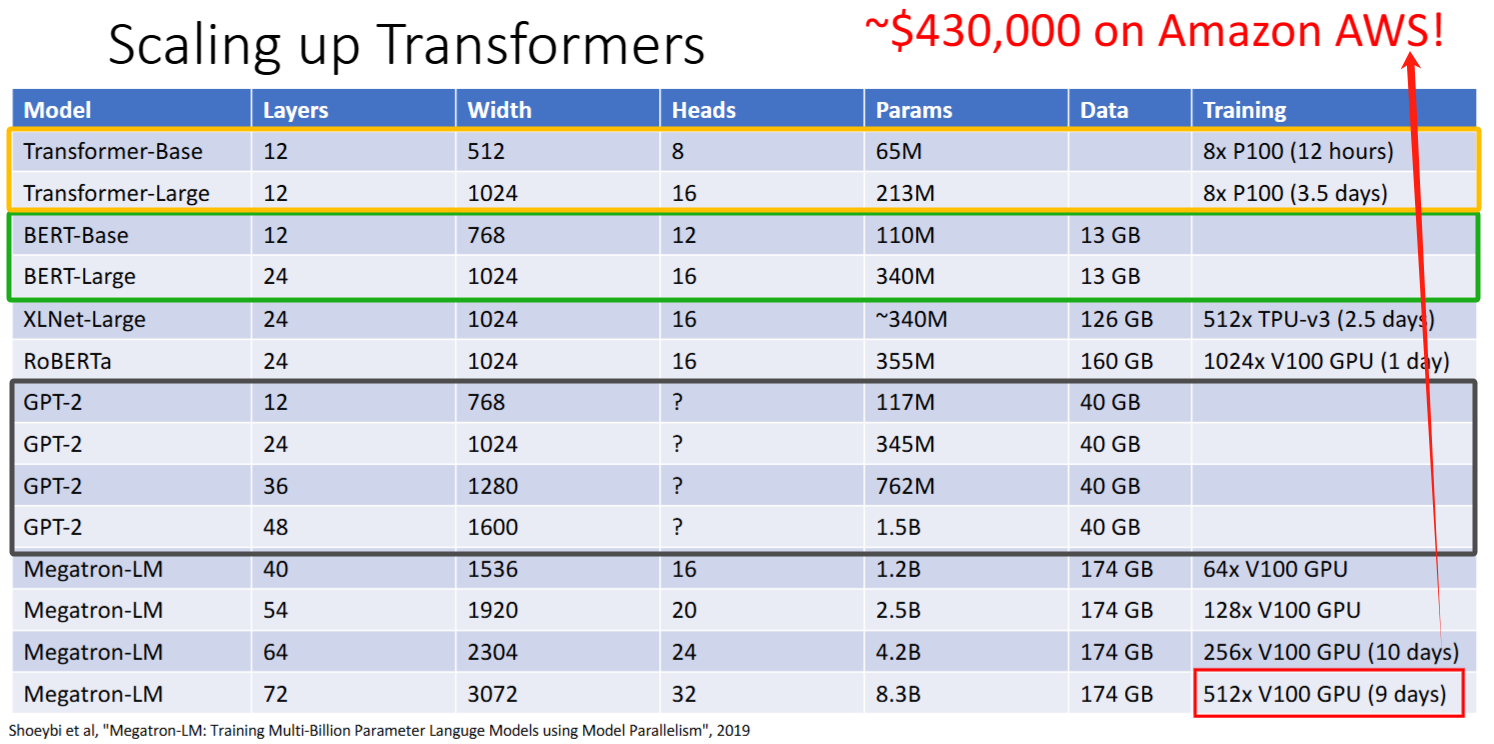 Scaling up Transformers
~$430,000 on Amazon AWS!
Model Layers Width Heads Params Data Training
Transformer-Base 12 512 8 65M 8x P100 (12 hours)
Transformer-Large 12 1024 16 213M 8x P100 (3.5 days)
BERT-Base 12 768 12 110M 13 GB
BERT-Large 24 1024 16 340M 13 GB
XLNet-Large 24 1024 16 ~340M 126 GB 512x TPU-v3 (2.5 days)
RoBERTa 24 1024 16 355M 160 GB 1024x V100 GPU (1 day)
GPT-2 12 768 ? 117M 40 GB
GPT-2 24 1024 ? 345M 40 GB
GPT-2 36 1280 ? 762M 40 GB
GPT-2 48 1600 ? 1.5B 40 GB
Megatron-LM 40 1536 16 1.2B 174 GB 64x V100 GPU
Megatron-LM 54 1920 20 2.5B 174 GB 128x V100 GPU
Megatron-LM 64 2304 24 4.2B 174 GB 256x V100 GPU (10 days)
Megatron-LM 72 3072 32 8.3B 174 GB 512x V100 GPU (9 days)
Shoeybi et al, "Megatron-LM: Training Multi-Billion Parameter Languge Models using Model Parallelism", 2019